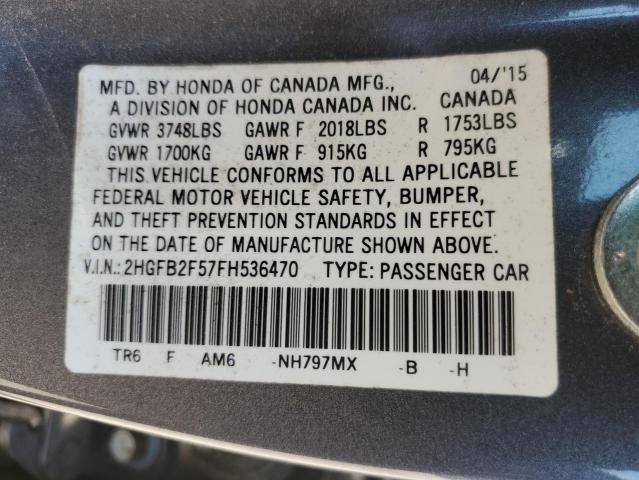 MFD. BY HONDA OF CANADA MFG., 04/'15
A DIVISION OF HONDA CANADA INC. CANADA
GVWR 3748LBS GAWR F 2018LBS R 1753LBS
GVWR 1700KG GAWR F 915KG R 795KG
THIS VEHICLE CONFORMS TO ALL APPLICABLE
FEDERAL MOTOR VEHICLE SAFETY, BUMPER,
AND THEFT PREVENTION STANDARDS IN EFFECT
ON THE DATE OF MANUFACTURE SHOWN ABOVE.
V.I.N.:2HGFB2F57FH536470 TYPE: PASSENGER CAR
TR6 F AM6 -NH797MX -B -H